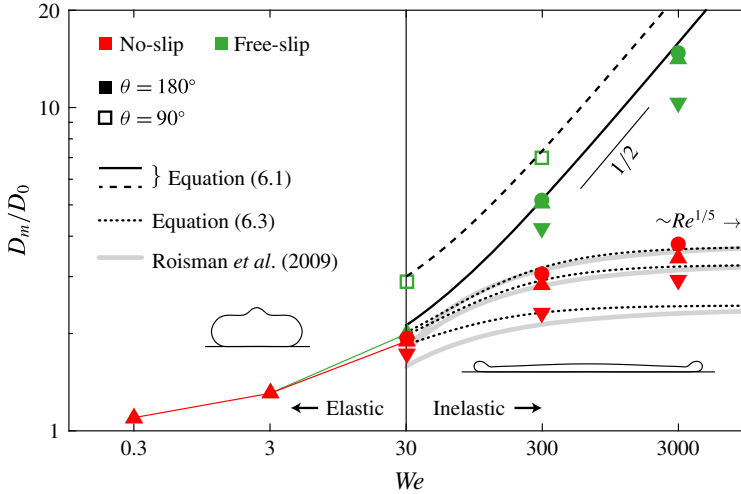 20
10
1
D_m/D_0
No-slip
Free-slip
θ = 180°
θ = 90°
} Equation (6.1)
Equation (6.3)
Roisman et al. (2009)
1/2
~Re^{1/5} →
← Elastic
Inelastic →
0.3
3
30
300
3000
We